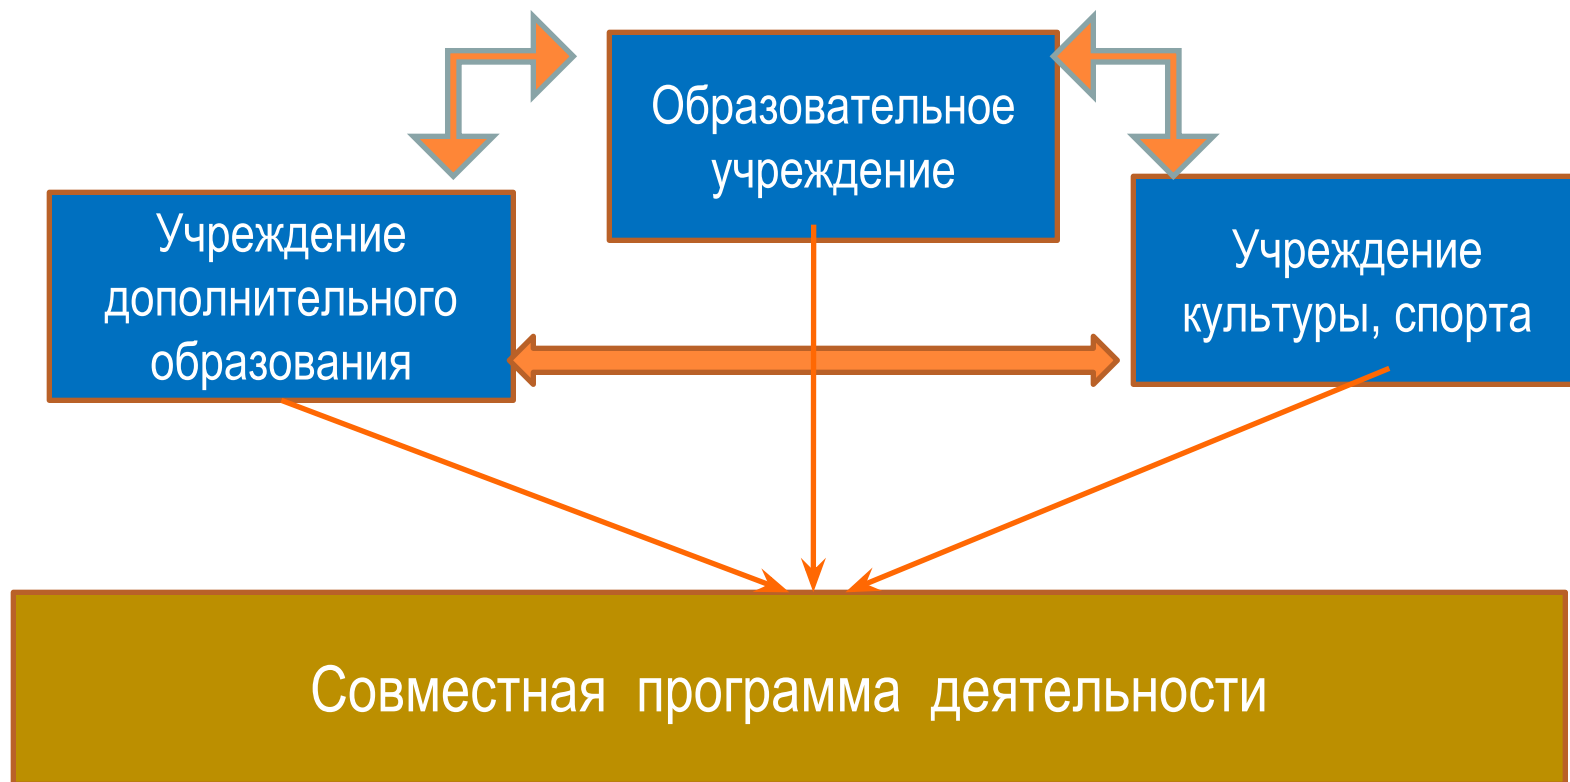 Образовательное
учреждение
Учреждение
дополнительного
образования
Учреждение
культуры, спорта
Совместная программа деятельности